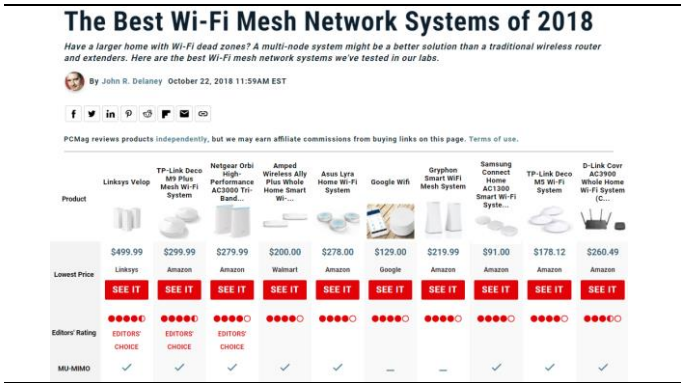 The Best Wi-Fi Mesh Network Systems of 2018
Have a larger home with Wi-Fi dead zones? A multi-node system might be a better solution than a traditional wireless router
and extenders. Here are the best Wi-Fi mesh network systems we've tested in our labs.
By John R. Delaney October 22, 2018 11:59AM EST
PCMag reviews products independently, but we may earn affiliate commissions from buying links on this page. Terms of use.
Product
Linksys Velop
TP-Link Deco
M9 Plus
Mesh Wi-Fi
System
Netgear Orbi
High-
Performance
AC3000 Tri-
Band...
Amped
Wireless Ally
Plus Whole
Home Smart
Wi-...
Asus Lyra
Home Wi-Fi
System
Google Wifi
Gryphon
Smart WiFi
Mesh System
Samsung
Connect
Home
AC1300
Smart Wi-Fi
Syste...
TP-Link Deco
M5 Wi-Fi
System
D-Link Covr
AC3900
Whole Home
Wi-Fi System
(C...
Lowest Price
$499.99 $299.99 $279.99 $200.00 $278.00 $129.00 $219.99 $91.00 $178.12 $260.49
Linksys Amazon Amazon Walmart Amazon Google Amazon Amazon Amazon Amazon
SEE IT SEE IT SEE IT SEE IT SEE IT SEE IT SEE IT SEE IT SEE IT SEE IT
Editors' Rating
EDITORS' EDITORS' EDITORS'
CHOICE CHOICE CHOICE
MU-MIMO